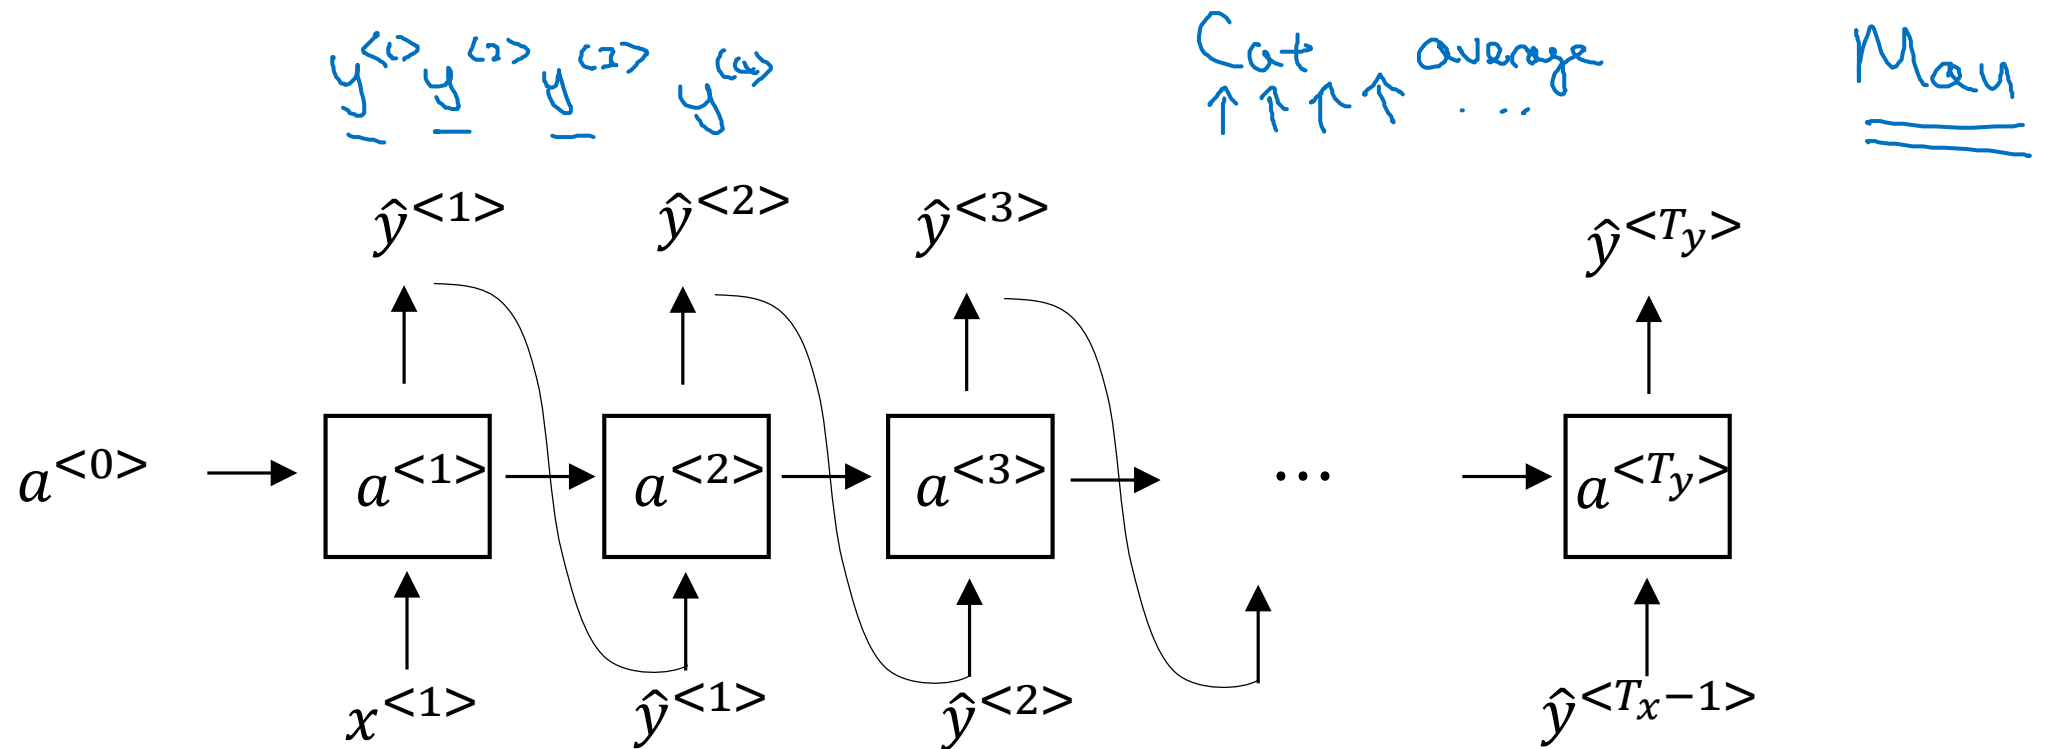 y<1> y<2> y<3> y<4> Cat average Mau
ŷ<1> ŷ<2> ŷ<3> ŷ<Ty>
a<0> a<1> a<2> a<3> ... a<Ty>
x<1> ŷ<1> ŷ<2> ŷ<Tx−1>